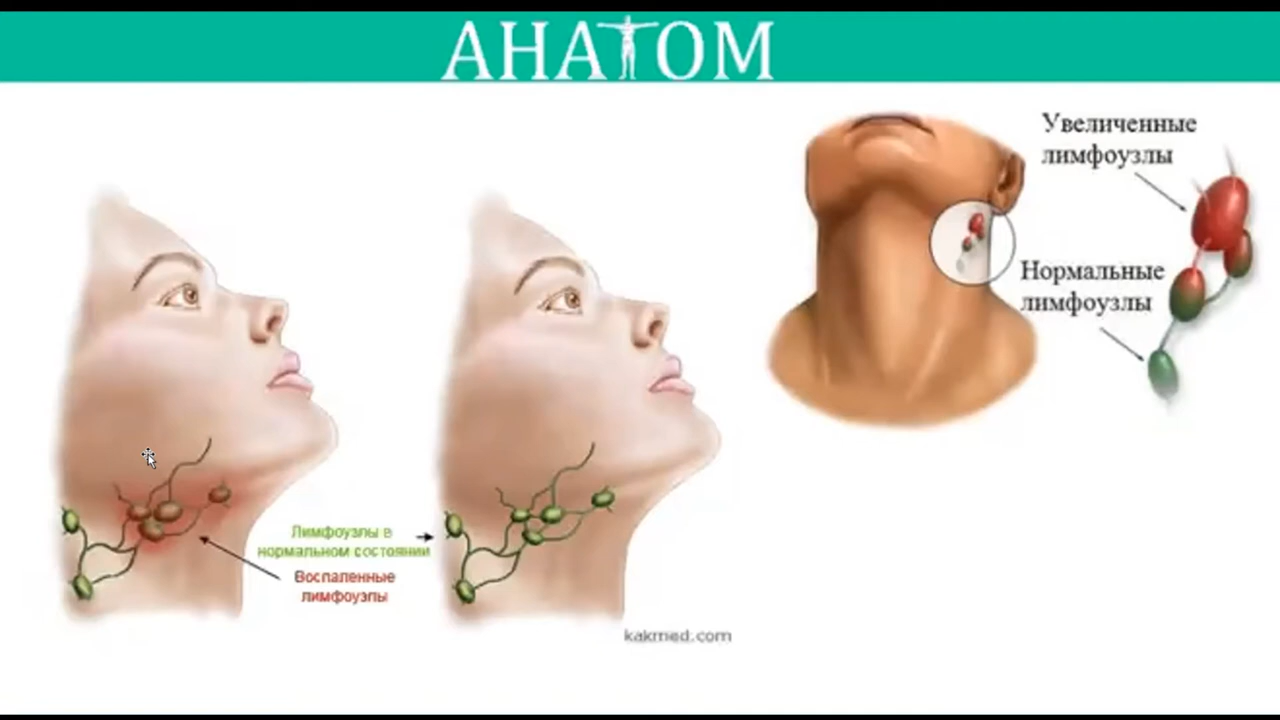 АНАТОМ
Увеличенные
лимфоузлы
Нормальные
лимфоузлы
Лимфоузлы в
нормальном состоянии
Воспаленные
лимфоузлы
kakmed.com